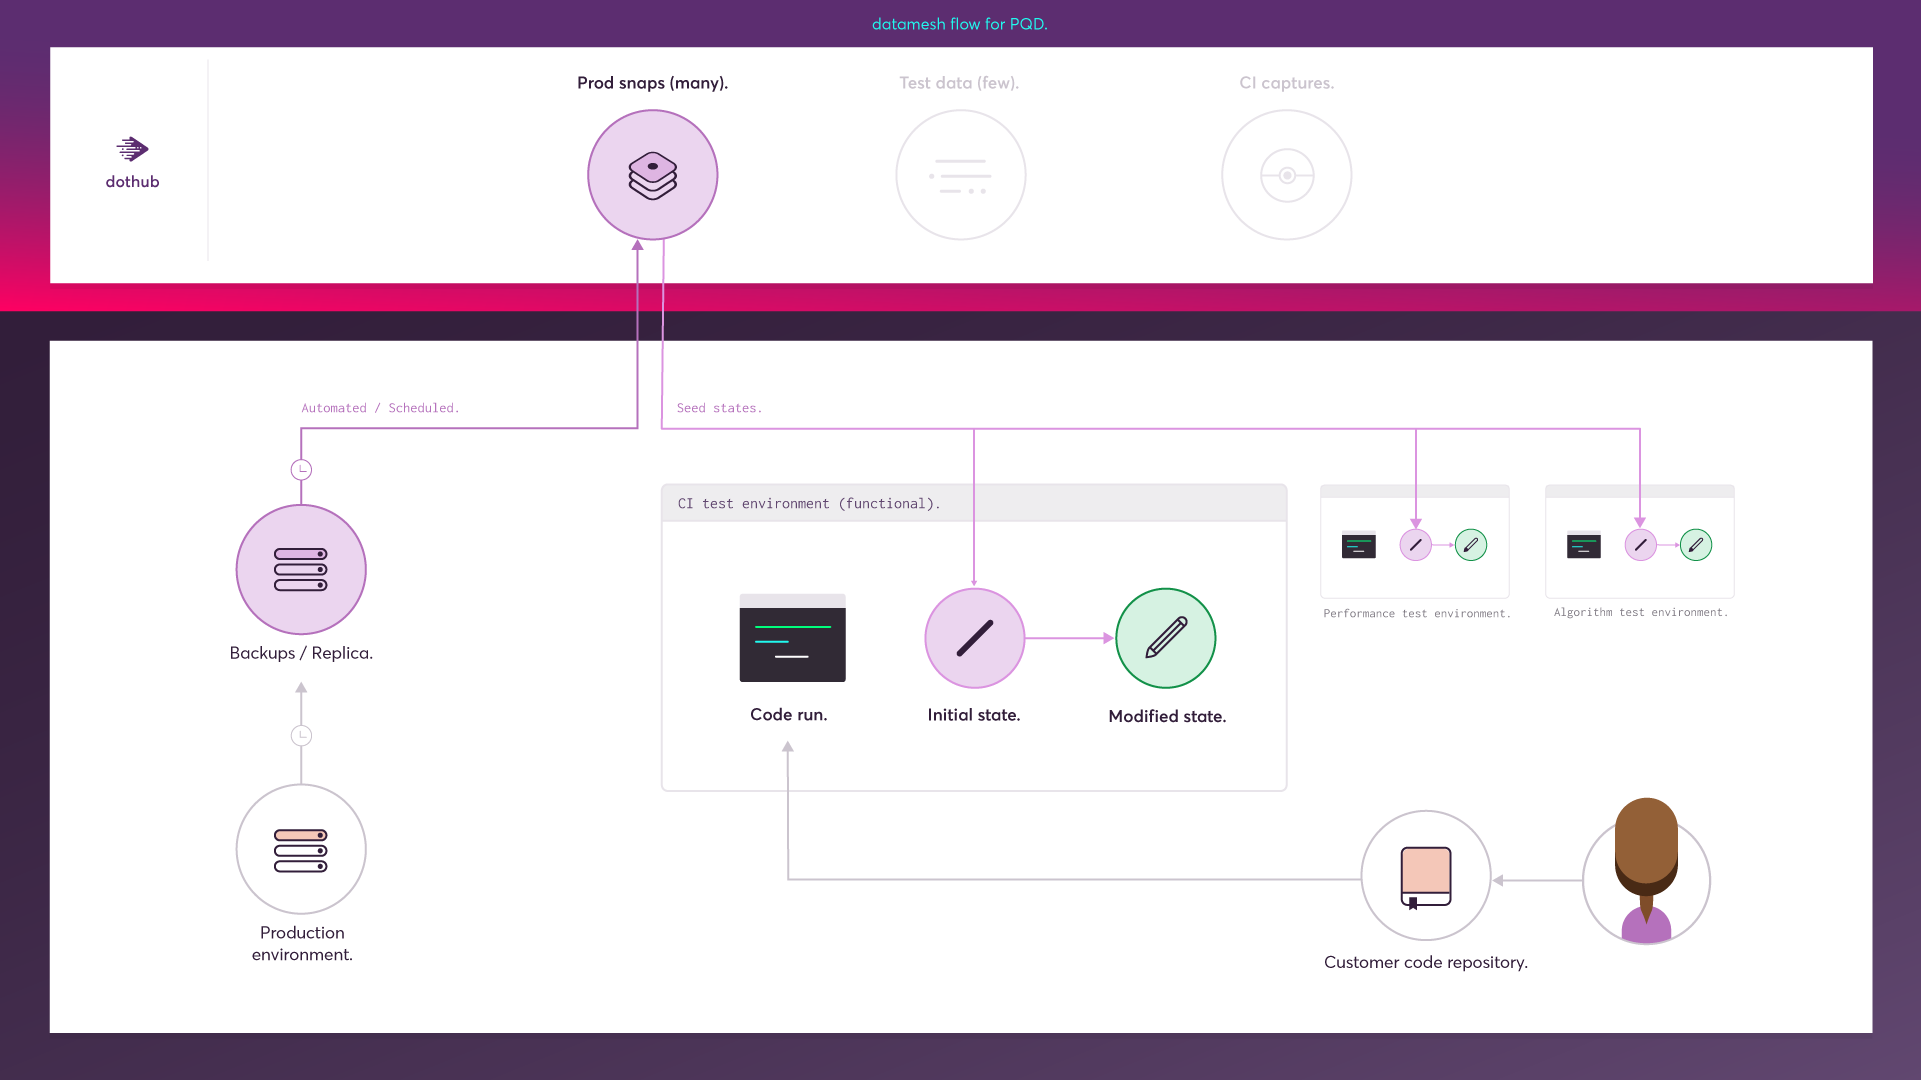 datamesh flow for PQD.
Prod snaps (many).
Test data (few).
CI captures.
dothub
Automated / Scheduled.
Seed states.
CI test environment (functional).
Performance test environment.
Algorithm test environment.
Backups / Replica.
Code run.
Initial state.
Modified state.
Production
environment.
Customer code repository.